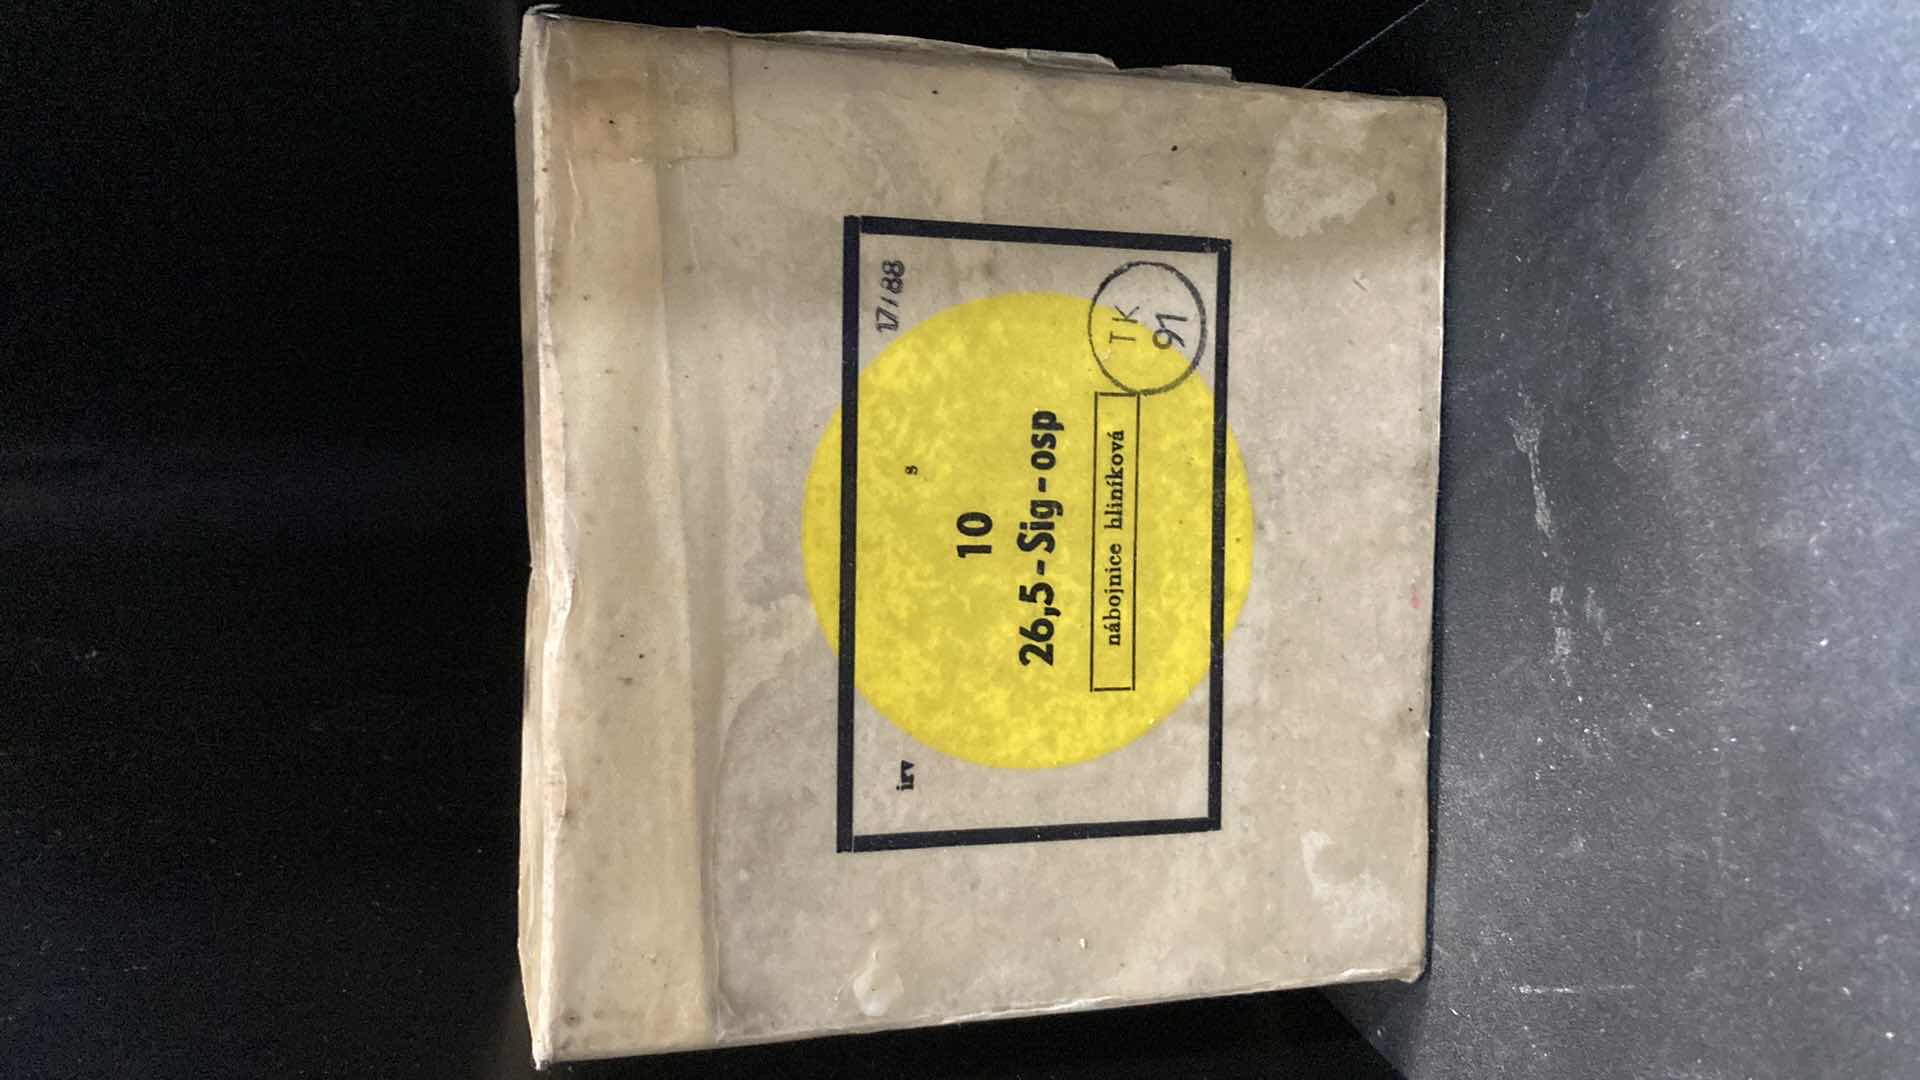 irv s 17/88
10
26,5-Sig-osp
nábojnice hliníková
TK
91